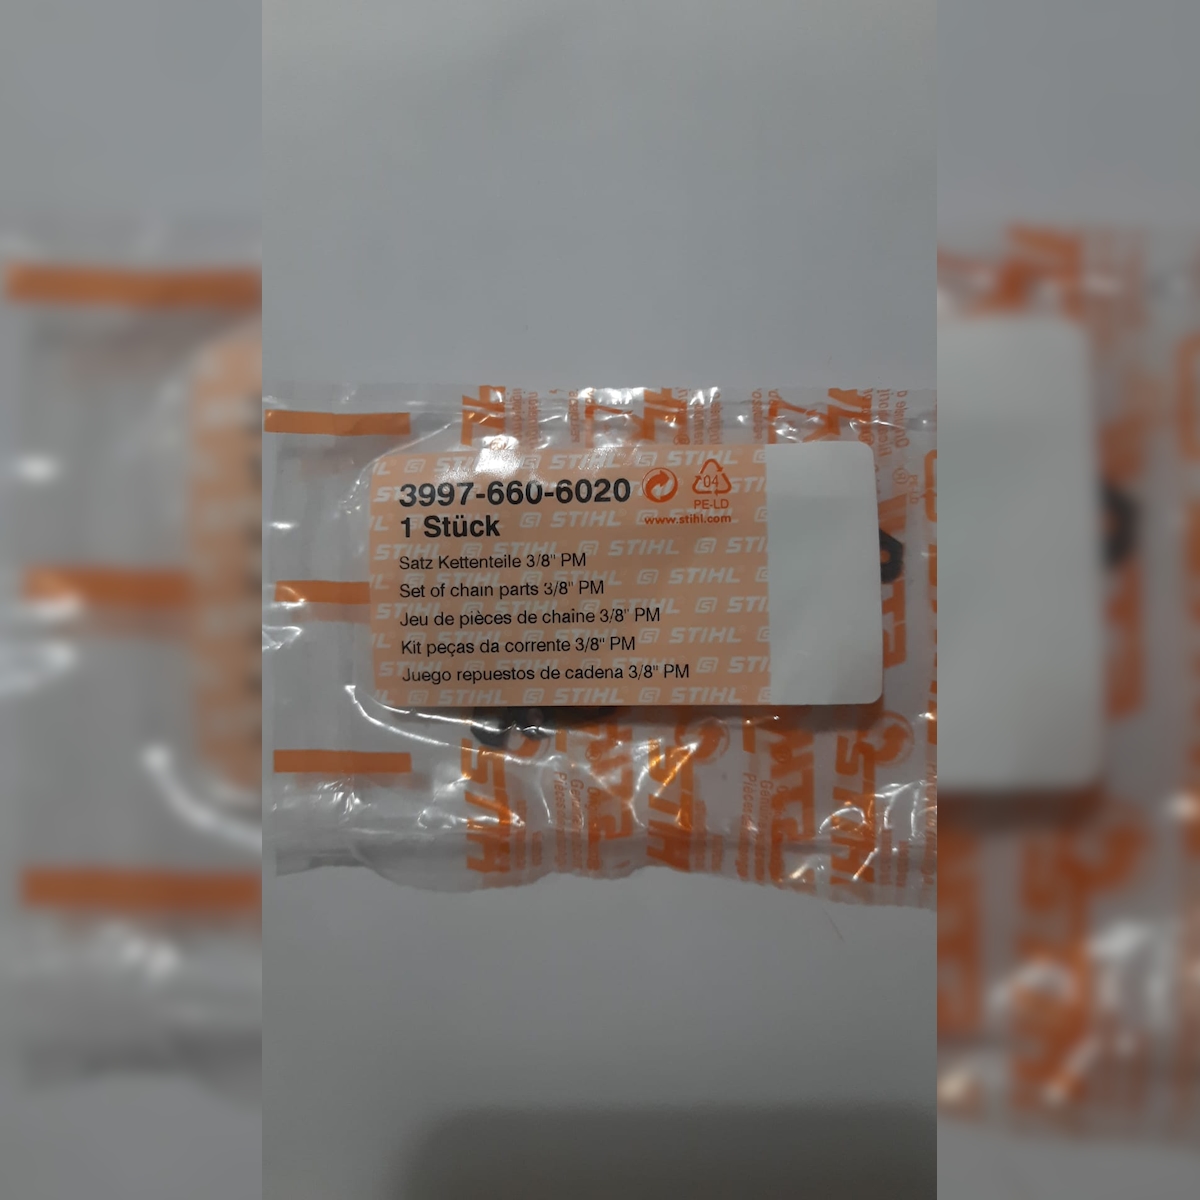 3997-660-6020
1 Stück
04
PE-LD
www.stihl.com
Satz Kettenteile 3/8" PM
Set of chain parts 3/8" PM
Jeu de pièces de chaîne 3/8" PM
Kit peças da corrente 3/8" PM
Juego repuestos de cadena 3/8" PM
STIHL